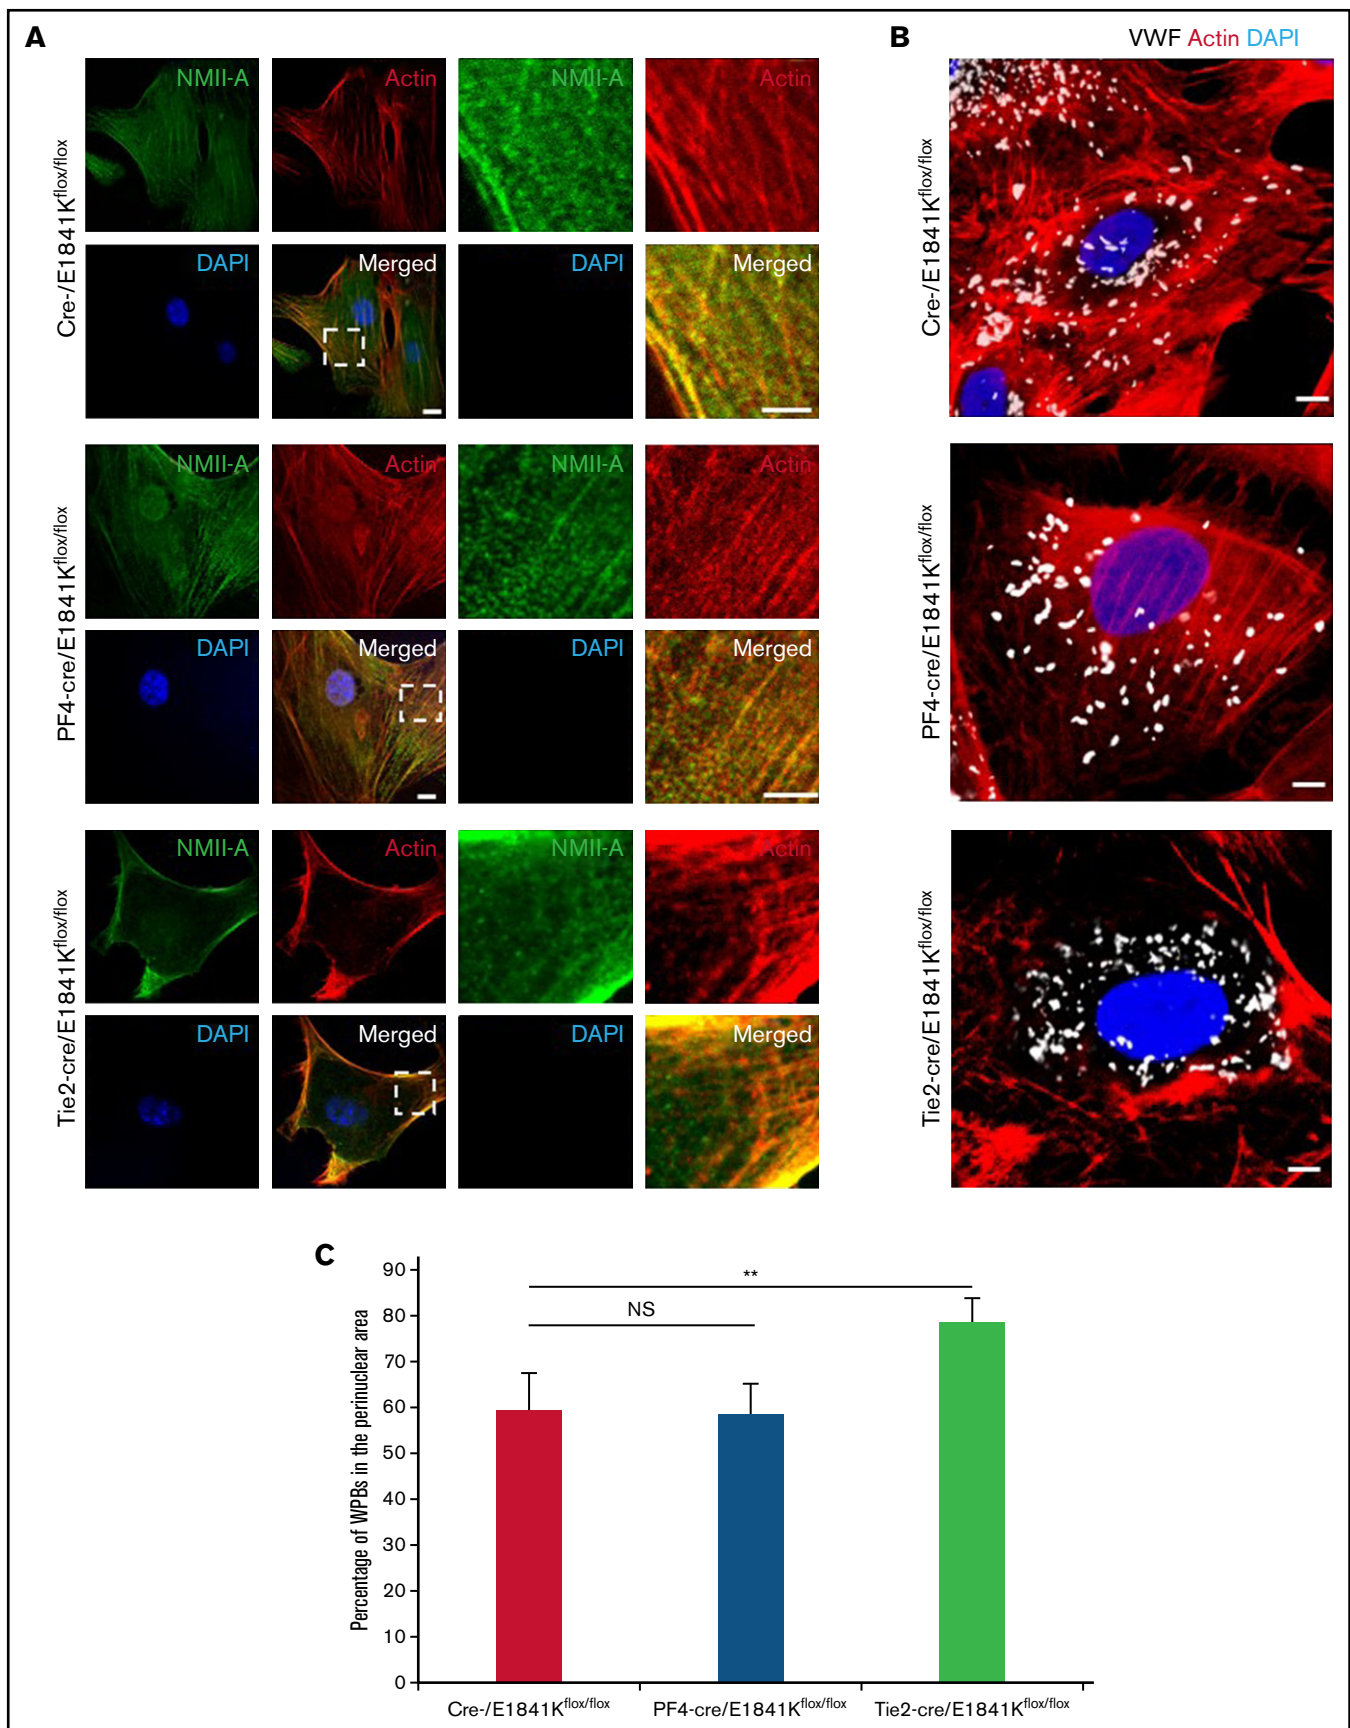 A
NMII-A Actin NMII-A Actin
Cre-/E1841Kflox/flox
DAPI Merged DAPI Merged
NMII-A Actin NMII-A Actin
PF4-cre/E1841Kflox/flox
DAPI Merged DAPI Merged
NMII-A Actin NMII-A Actin
Tie2-cre/E1841Kflox/flox
DAPI Merged DAPI Merged
B
VWF Actin DAPI
Cre-/E1841Kflox/flox
PF4-cre/E1841Kflox/flox
Tie2-cre/E1841Kflox/flox
C
Percentage of WPBs in the perinuclear area
90
80
70
60
50
40
30
20
10
0
**
NS
Cre-/E1841Kflox/flox PF4-cre/E1841Kflox/flox Tie2-cre/E1841Kflox/flox